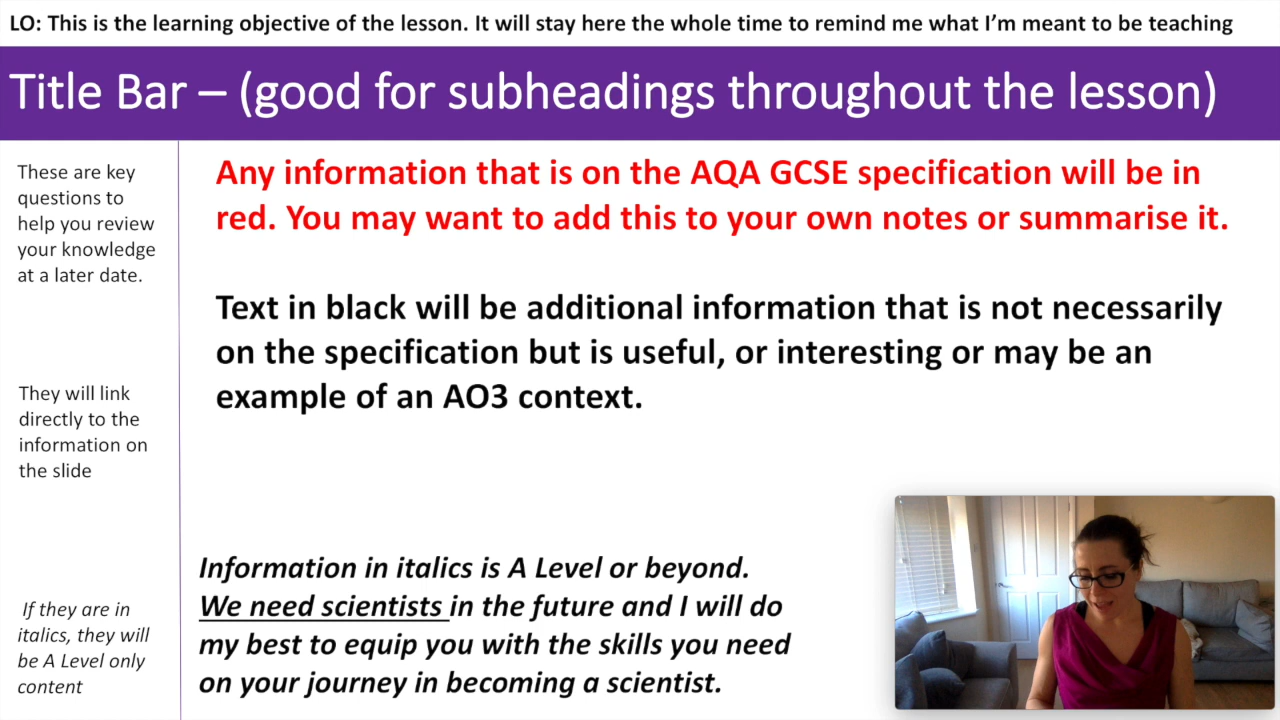 LO: This is the learning objective of the lesson. It will stay here the whole time to remind me what I’m meant to be teaching
Title Bar – (good for subheadings throughout the lesson)
These are key
questions to
help you review
your knowledge
at a later date.
They will link
directly to the
information on
the slide
If they are in
italics, they will
be A Level only
content
Any information that is on the AQA GCSE specification will be in
red. You may want to add this to your own notes or summarise it.
Text in black will be additional information that is not necessarily
on the specification but is useful, or interesting or may be an
example of an AO3 context.
Information in italics is A Level or beyond.
We need scientists in the future and I will do
my best to equip you with the skills you need
on your journey in becoming a scientist.